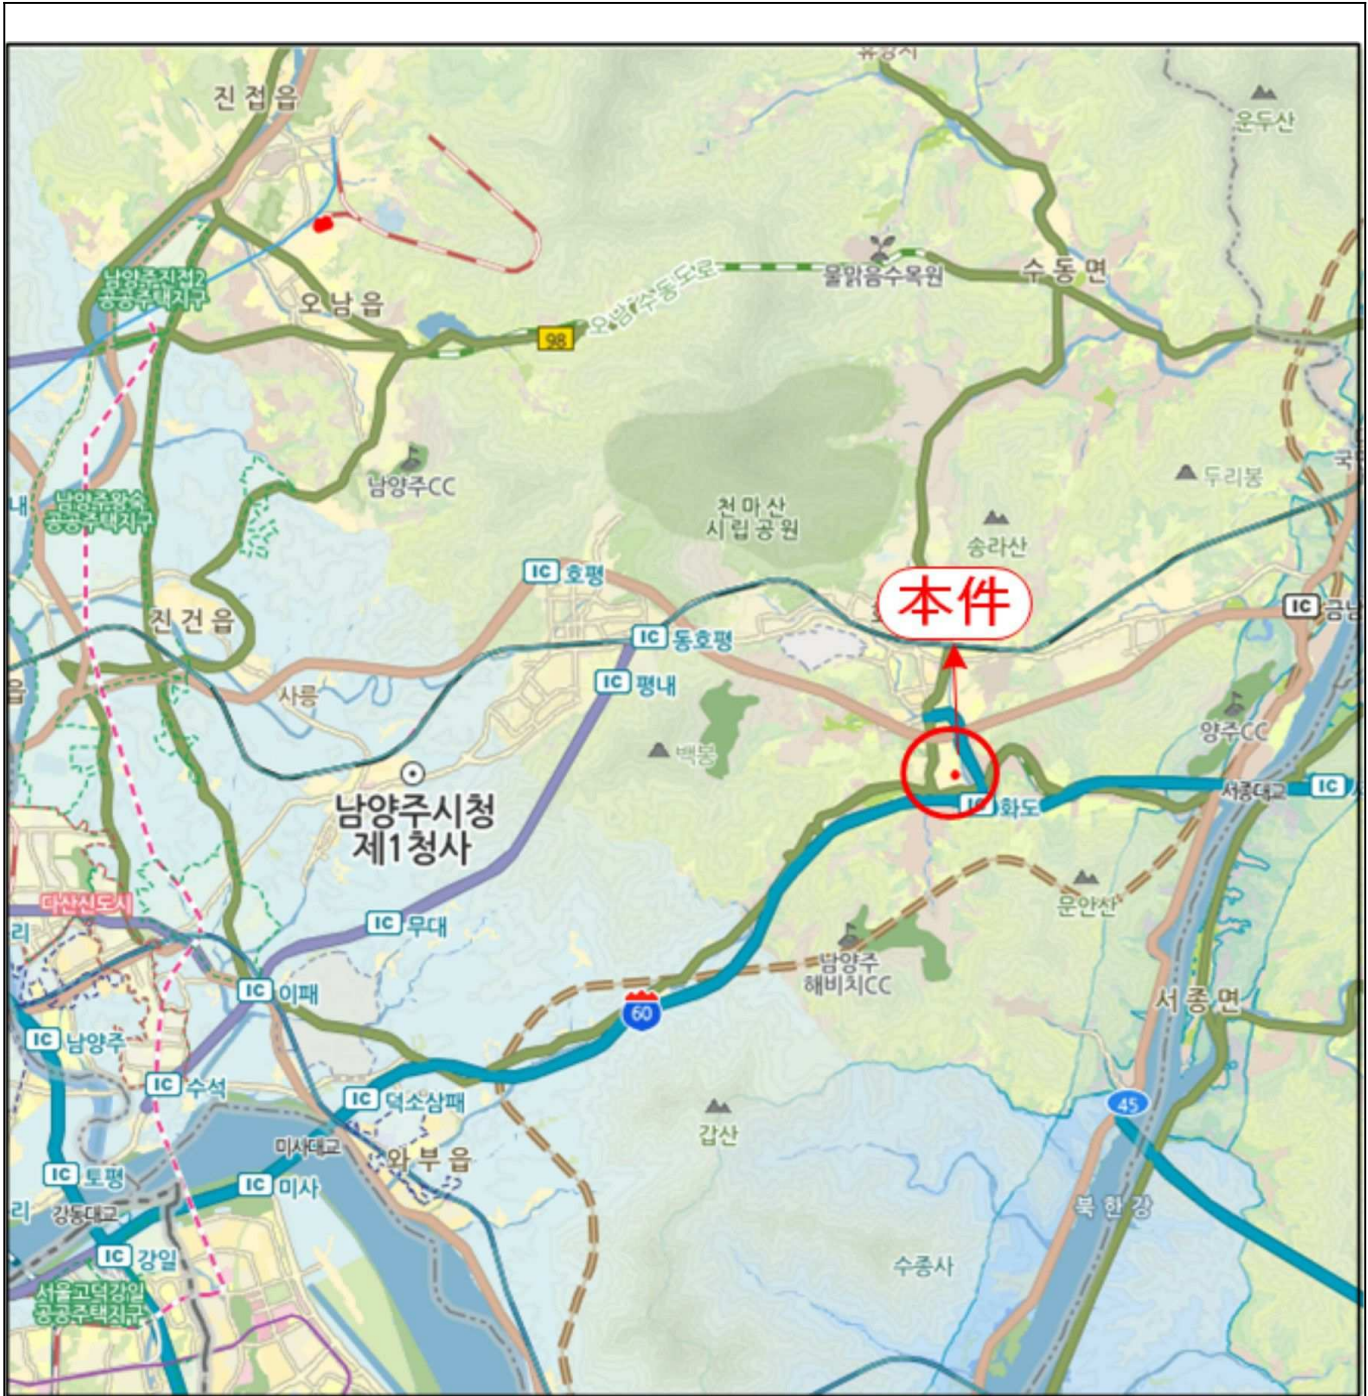 진접읍
운두산
남양주진접2
공공주택지구
오남읍
98
오남수동도로
물맑음수목원
수동면
남양주CC
두리봉
남양주왕숙
공공주택지구
천마산
시립공원
송라산
IC 호평
本件
IC
진건읍
IC 동호평
IC 평내
사릉
백봉
양주CC
남양주시청
제1청사
서종대교
IC
IC 화도
다산신도시
IC 무대
문안산
남양주
해비치CC
IC 이패
60
서종면
IC 남양주
IC 수석
IC 덕소삼패
45
갑산
미사대교
와부읍
IC 토평
IC 미사
강동대교
북한강
IC 강일
수종사
서울고덕강일
공공주택지구